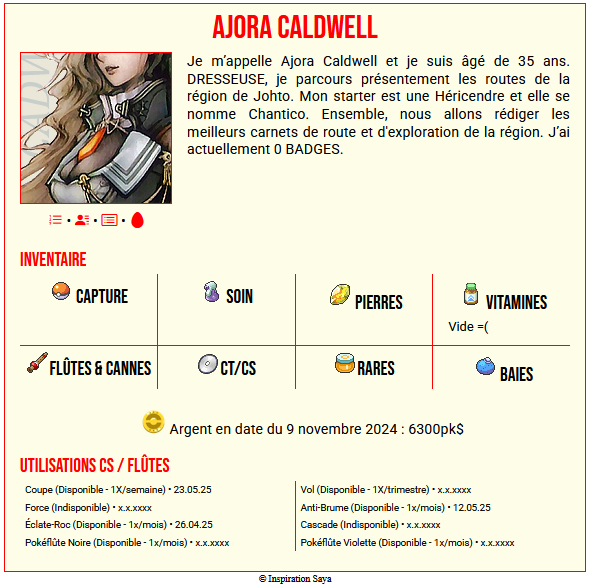 AJORA CALDWELL
Je m'appelle Ajora Caldwell et je suis âgé de 35 ans.
DRESSEUSE, je parcours présentement les routes de la
région de Johto. Mon starter est une Héricendre et elle se
nomme Chantico. Ensemble, nous allons rédiger les
meilleurs carnets de route et d'exploration de la région. J'ai
actuellement 0 BADGES.
INVENTAIRE
CAPTURE
SOIN
PIERRES
VITAMINES
Vide =(
FLÛTES & CANNES
CT/CS
RARES
BAIES
Argent en date du 9 novembre 2024 : 6300pk$
UTILISATIONS CS / FLÛTES
Coupe (Disponible - 1X/semaine) • 23.05.25
Force (Indisponible) • x.x.xxxx
Éclate-Roc (Disponible - 1x/mois) • 26.04.25
Pokéflûte Noire (Disponible - 1x/mois) • x.x.xxxx
Vol (Disponible - 1X/trimestre) • x.x.xxxx
Anti-Brume (Disponible - 1x/mois) • 12.05.25
Cascade (Indisponible) • x.x.xxxx
Pokéflûte Violette (Disponible - 1x/mois) • x.x.xxxx
© Inspiration Saya